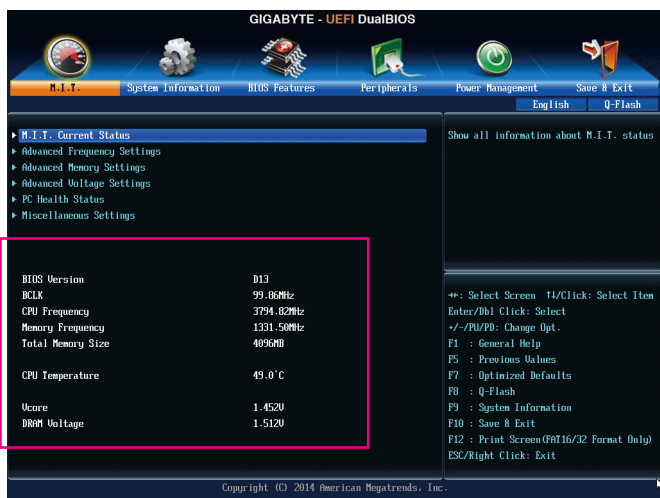 GIGABYTE - UEFI DualBIOS
M.I.T. System Information BIOS Features Peripherals Power Management Save & Exit
English Q-Flash
M.I.T. Current Status
Advanced Frequency Settings
Advanced Memory Settings
Advanced Voltage Settings
PC Health Status
Miscellaneous Settings
BIOS Version D13
BCLK 99.86MHz
CPU Frequency 3794.82MHz
Memory Frequency 1331.50MHz
Total Memory Size 4096MB
CPU Temperature 49.0°C
Vcore 1.452V
DRAM Voltage 1.512V
Show all information about M.I.T. status
→←: Select Screen ↑↓/Click: Select Item
Enter/Dbl Click: Select
+/-/PU/PD: Change Opt.
F1 : General Help
F5 : Previous Values
F7 : Optimized Defaults
F8 : Q-Flash
F9 : System Information
F10 : Save & Exit
F12 : Print Screen(FAT16/32 Format Only)
ESC/Right Click: Exit
Copyright (C) 2014 American Megatrends, Inc.